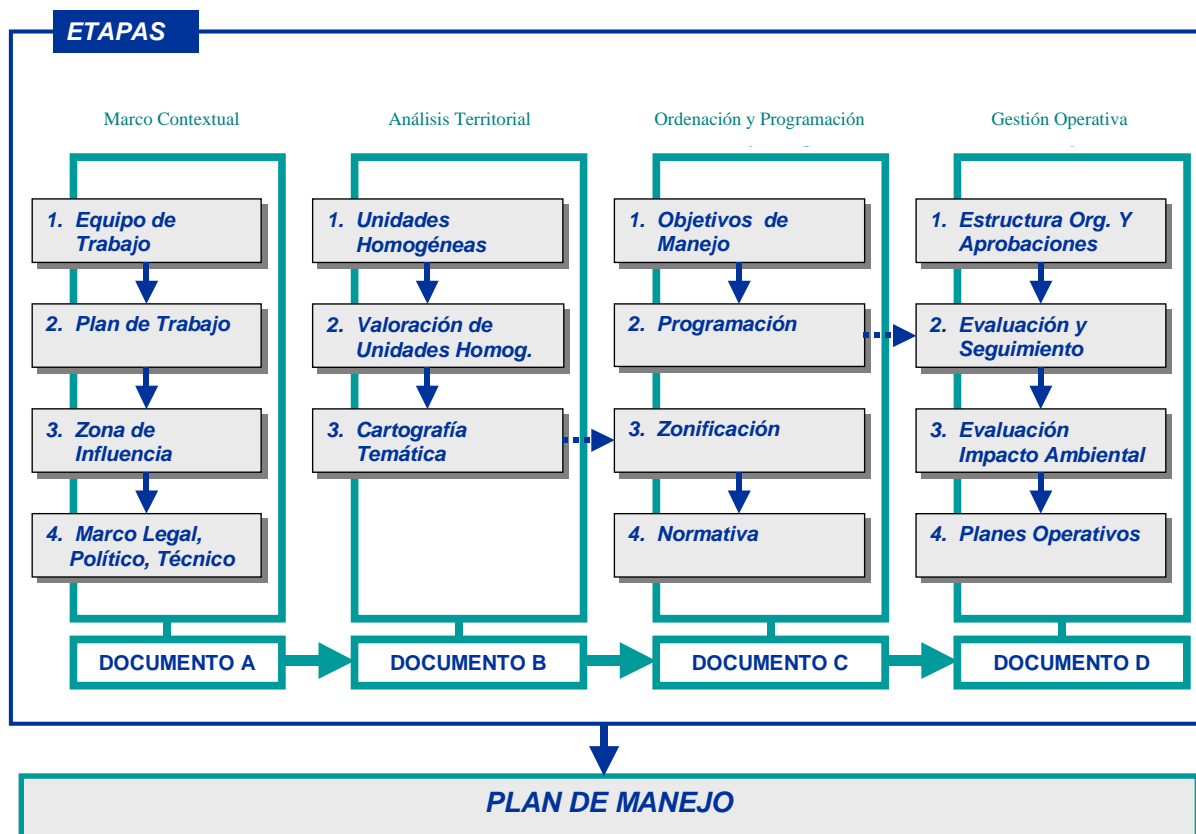 ETAPAS
Marco Contextual
1. Equipo de
Trabajo
2. Plan de Trabajo
3. Zona de
Influencia
4. Marco Legal,
Político, Técnico
DOCUMENTO A
Análisis Territorial
1. Unidades
Homogéneas
2. Valoración de
Unidades Homog.
3. Cartografía
Temática
DOCUMENTO B
Ordenación y Programación
1. Objetivos de
Manejo
2. Programación
3. Zonificación
4. Normativa
DOCUMENTO C
Gestión Operativa
1. Estructura Org. Y
Aprobaciones
2. Evaluación y
Seguimiento
3. Evaluación
Impacto Ambiental
4. Planes Operativos
DOCUMENTO D
PLAN DE MANEJO